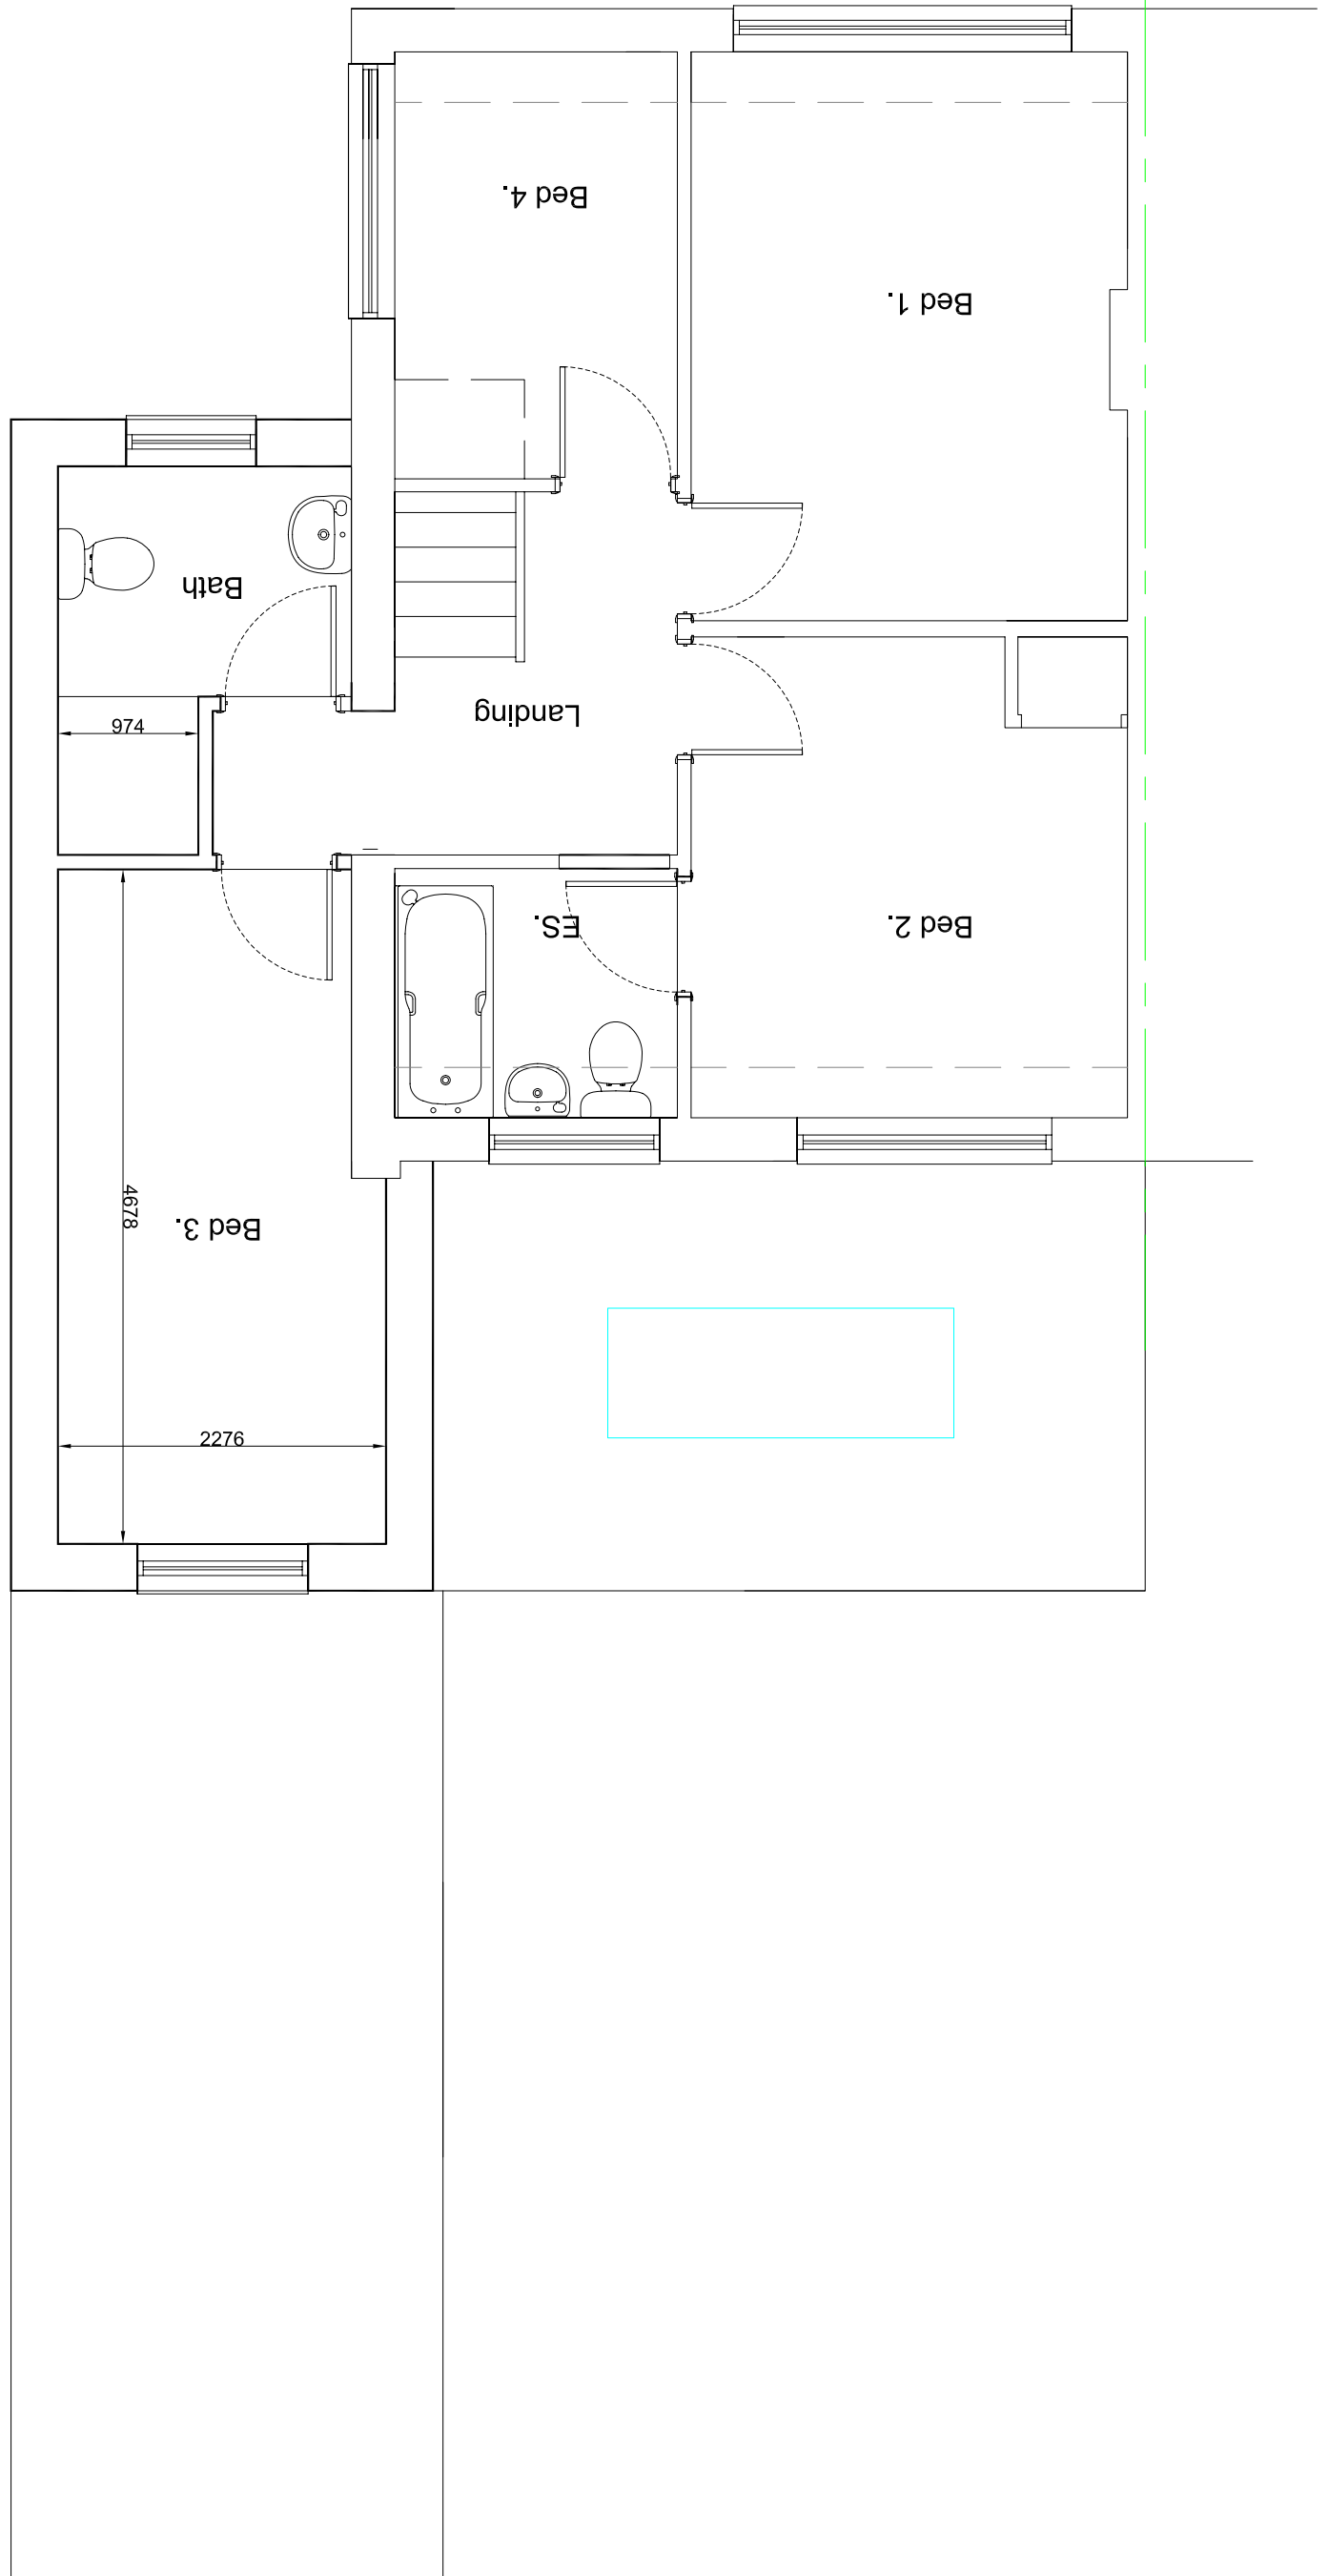 Bed 4.
Bed 1.
Bath
Landing
974
ES.
Bed 2.
4678
Bed 3.
2276